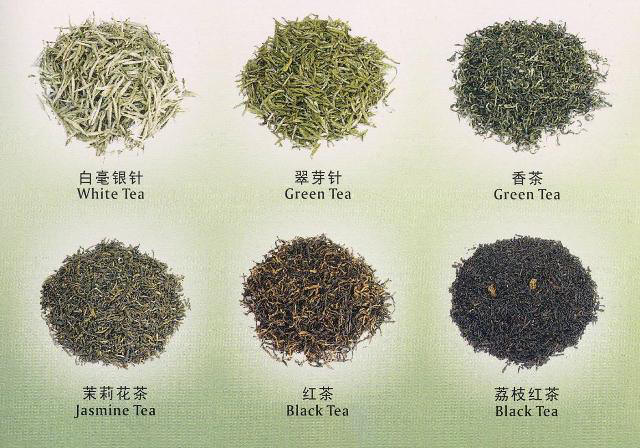 白毫银针
White Tea
翠芽针
Green Tea
香茶
Green Tea
茉莉花茶
Jasmine Tea
红茶
Black Tea
荔枝红茶
Black Tea